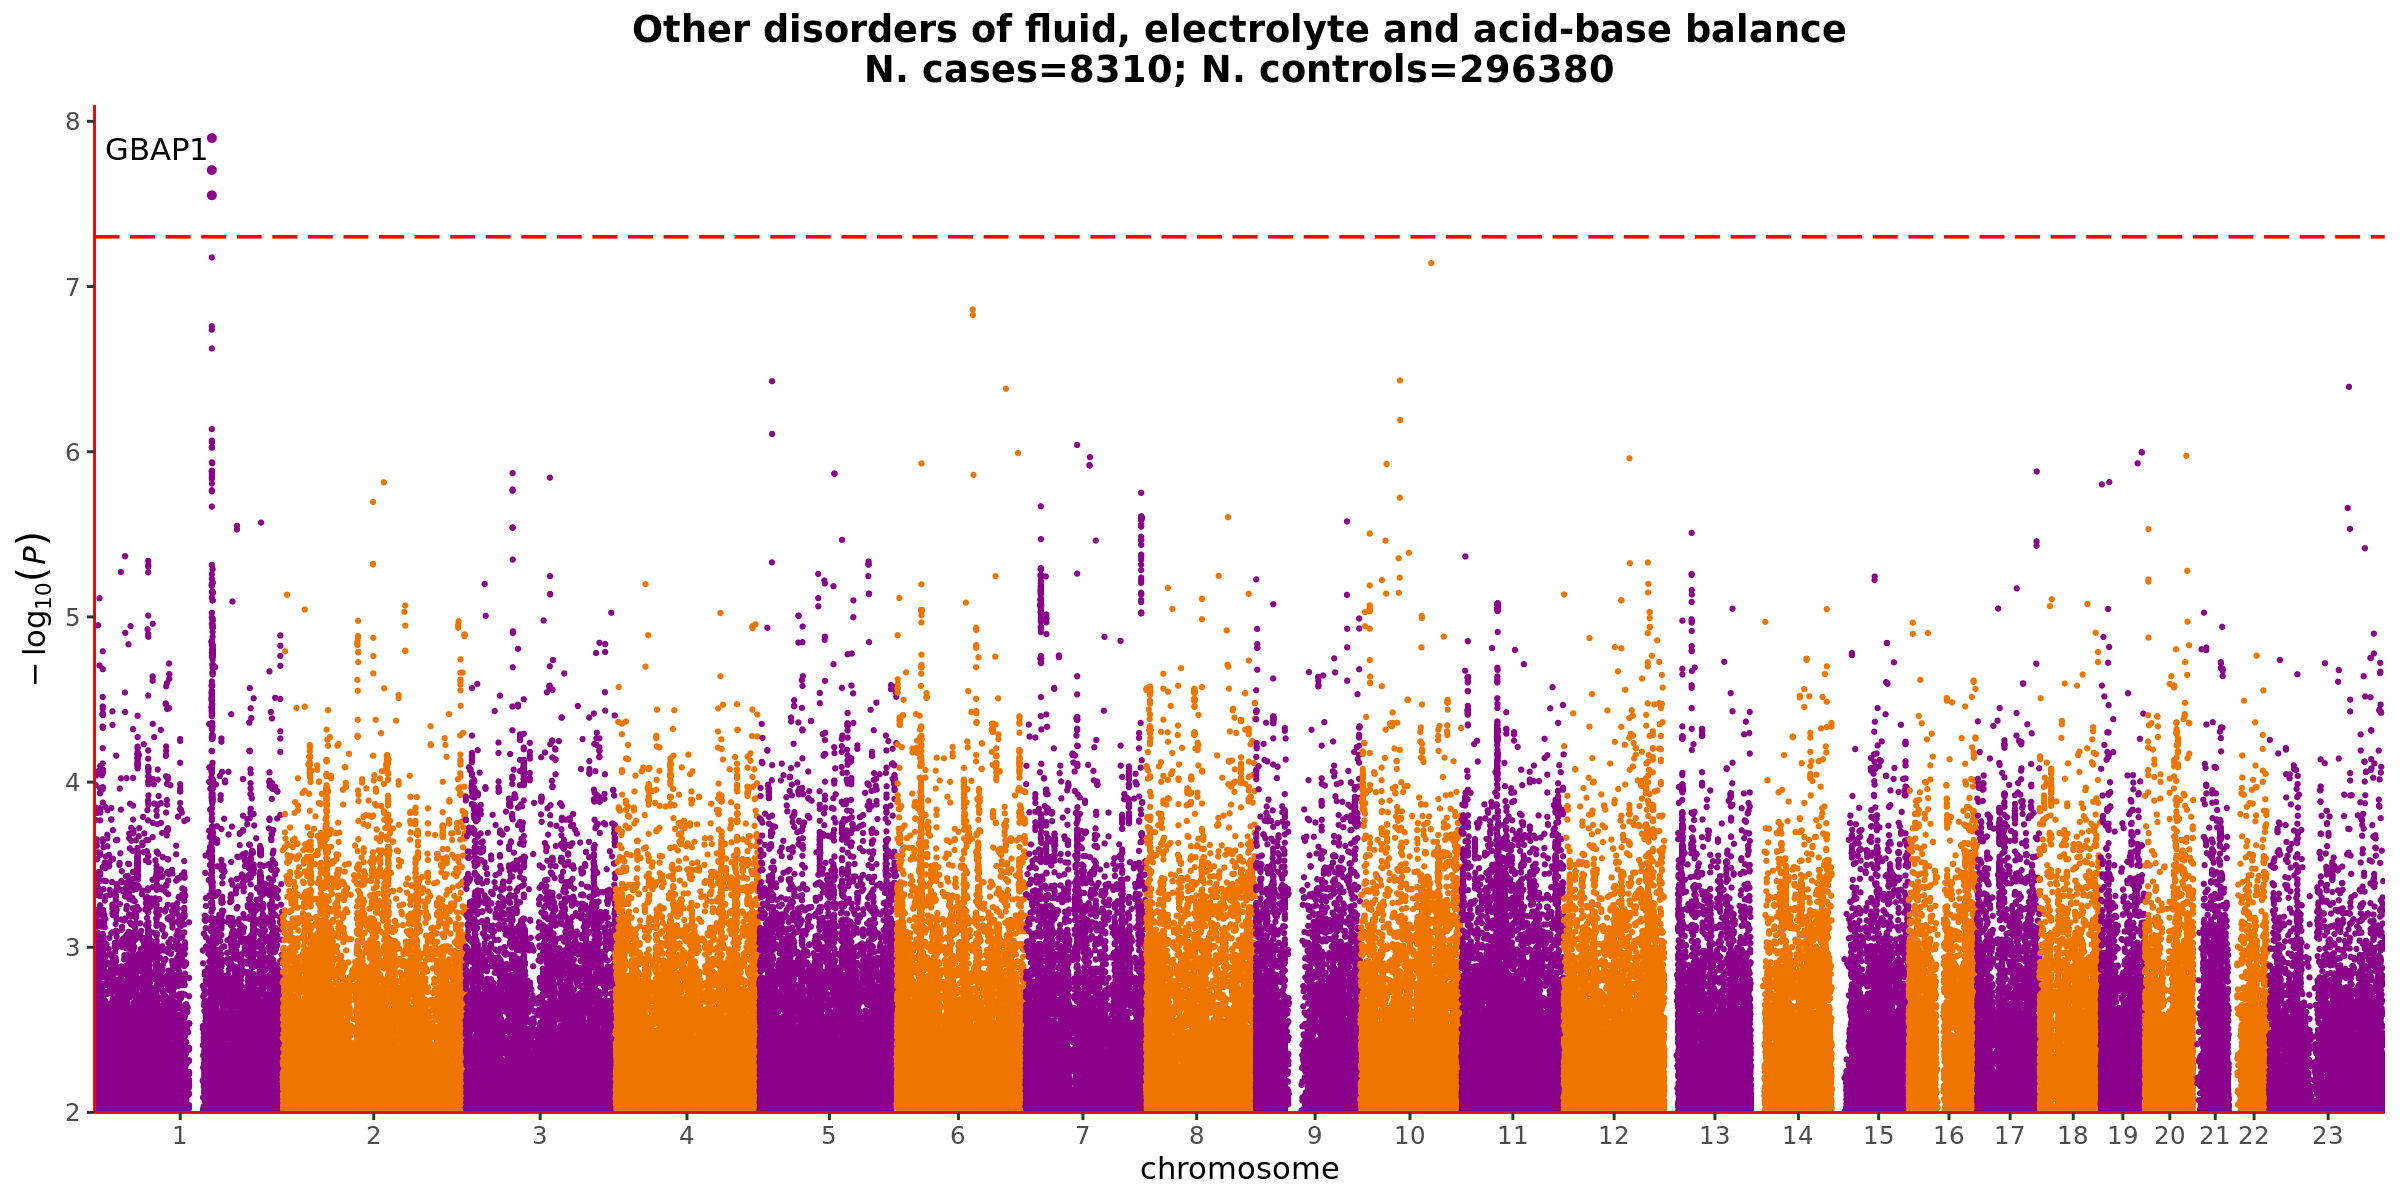 Other disorders of fluid, electrolyte and acid-base balance
N. cases=8310; N. controls=296380
GBAP1
8
7
6
5
4
3
2
−log10(P)
1 2 3 4 5 6 7 8 9 10 11 12 13 14 15 16 17 18 19 20 21 22 23
chromosome